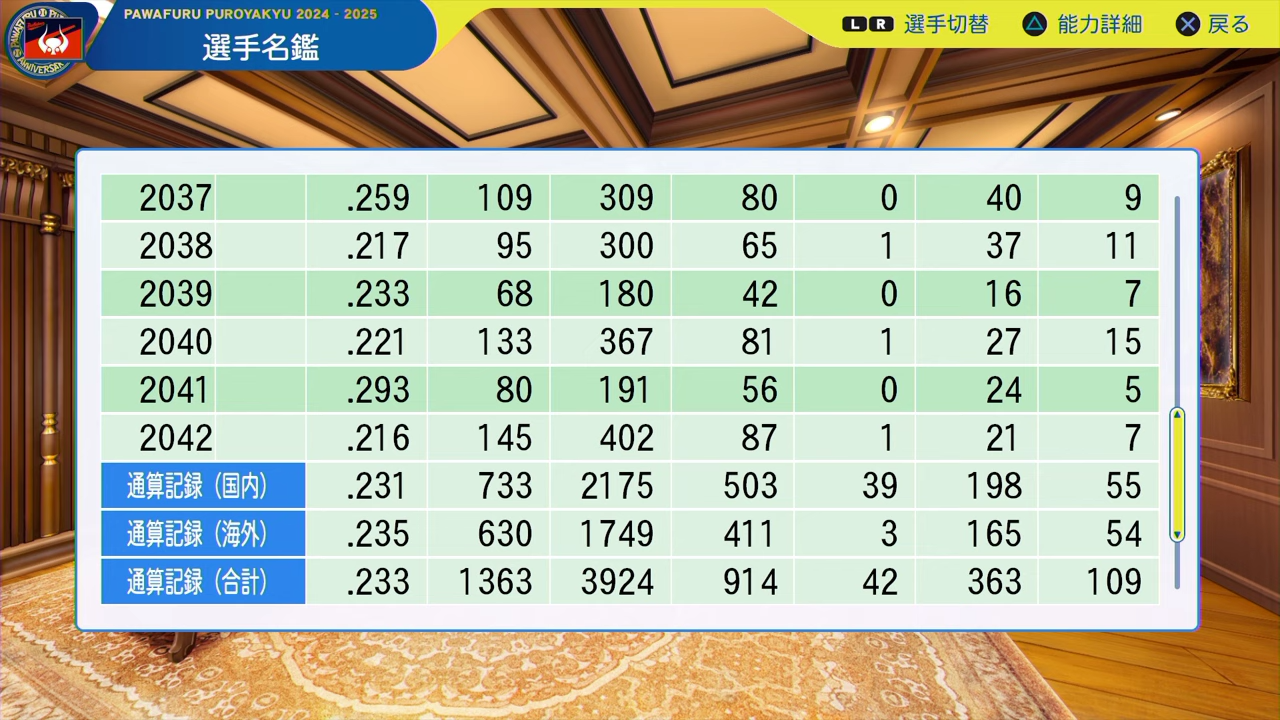 PAWAFURU PUROYAKYU 2024 - 2025
選手名鑑
L R 選手切替 能力詳細 戻る
2037 .259 109 309 80 0 40 9
2038 .217 95 300 65 1 37 11
2039 .233 68 180 42 0 16 7
2040 .221 133 367 81 1 27 15
2041 .293 80 191 56 0 24 5
2042 .216 145 402 87 1 21 7
通算記録（国内） .231 733 2175 503 39 198 55
通算記録（海外） .235 630 1749 411 3 165 54
通算記録（合計） .233 1363 3924 914 42 363 109